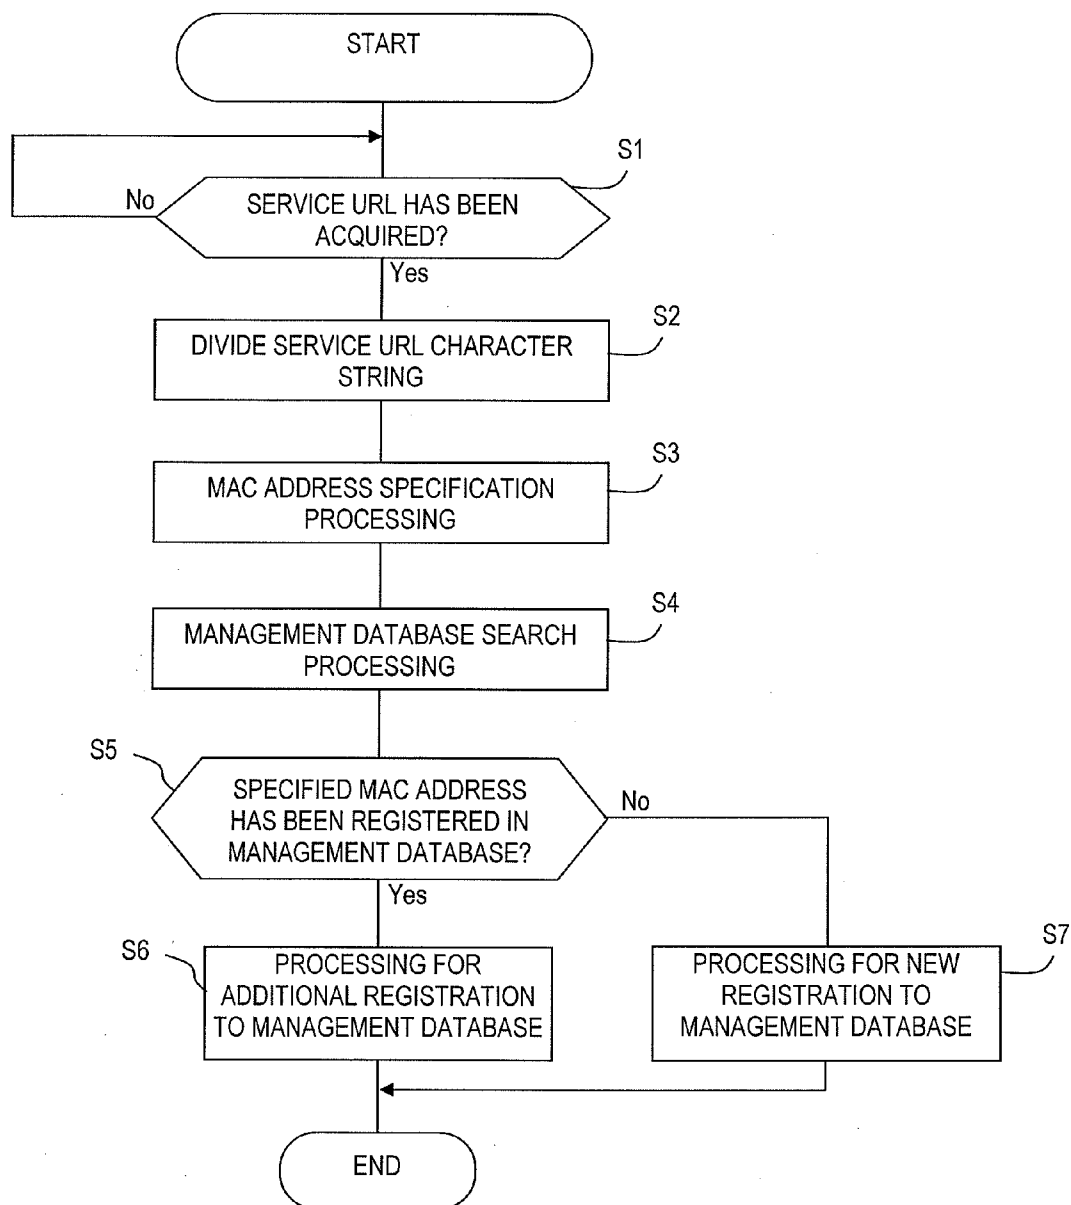 START
S1
No
SERVICE URL HAS BEEN
ACQUIRED?
Yes
S2
DIVIDE SERVICE URL CHARACTER
STRING
S3
MAC ADDRESS SPECIFICATION
PROCESSING
S4
MANAGEMENT DATABASE SEARCH
PROCESSING
S5
SPECIFIED MAC ADDRESS
HAS BEEN REGISTERED IN
MANAGEMENT DATABASE?
No
Yes
S6
PROCESSING FOR
ADDITIONAL REGISTRATION
TO MANAGEMENT DATABASE
S7
PROCESSING FOR NEW
REGISTRATION TO
MANAGEMENT DATABASE
END